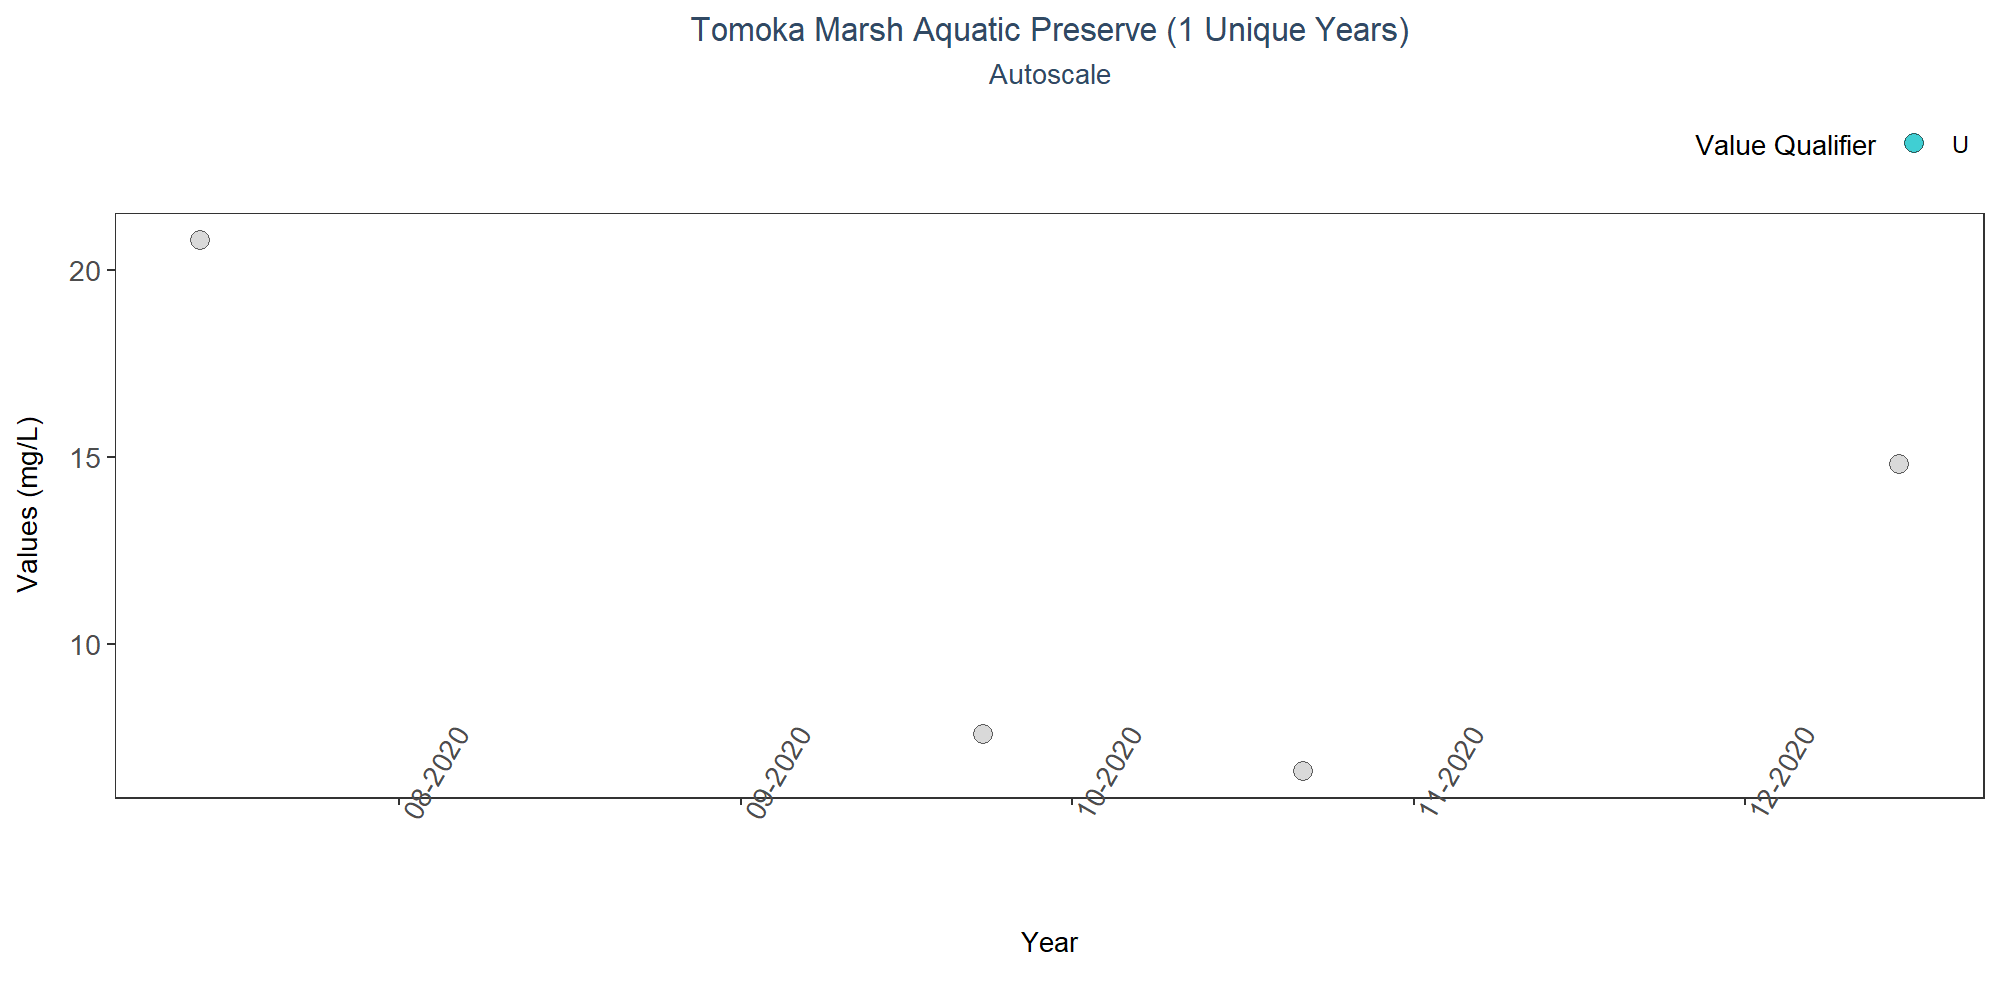 Tomoka Marsh Aquatic Preserve (1 Unique Years)
Autoscale
Value Qualifier U
Values (mg/L)
20
15
10
08-2020
09-2020
10-2020
11-2020
12-2020
Year